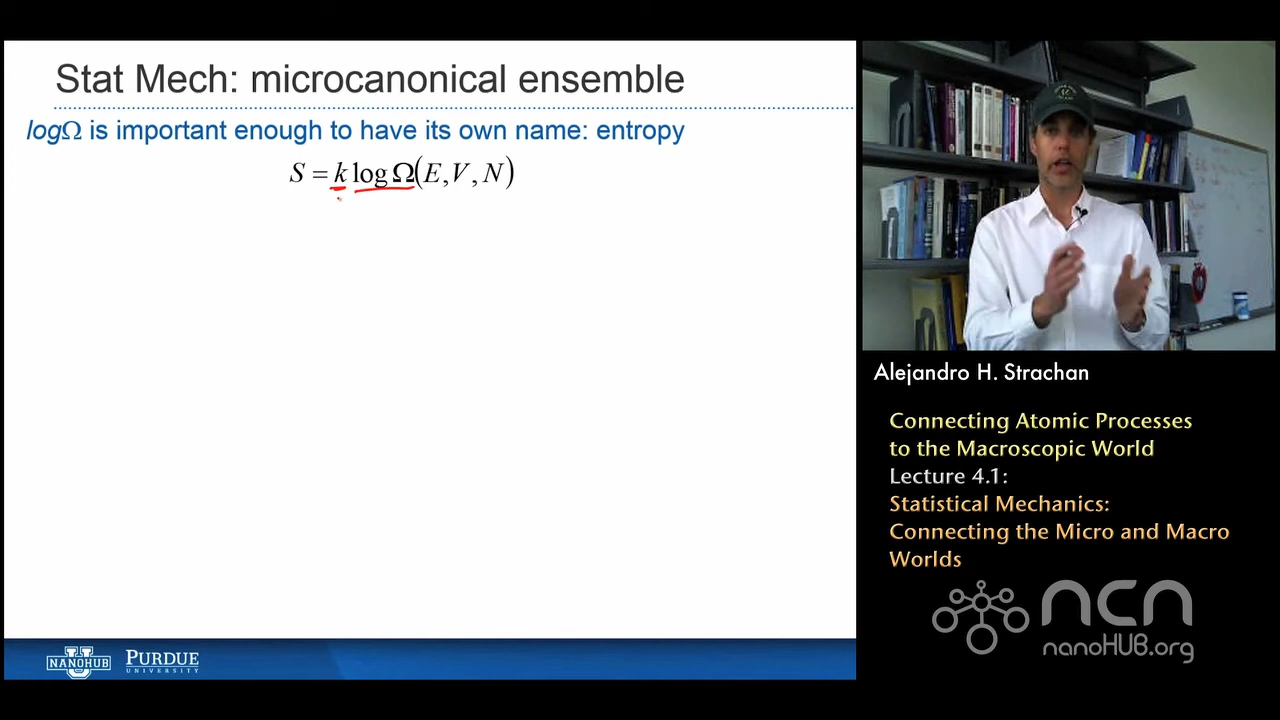 Stat Mech: microcanonical ensemble
logΩ is important enough to have its own name: entropy
S = k log Ω(E,V,N)
NANOHUB
U
PURDUE
UNIVERSITY
Alejandro H. Strachan
Connecting Atomic Processes
to the Macroscopic World
Lecture 4.1:
Statistical Mechanics:
Connecting the Micro and Macro
Worlds
ncn
nanoHUB.org